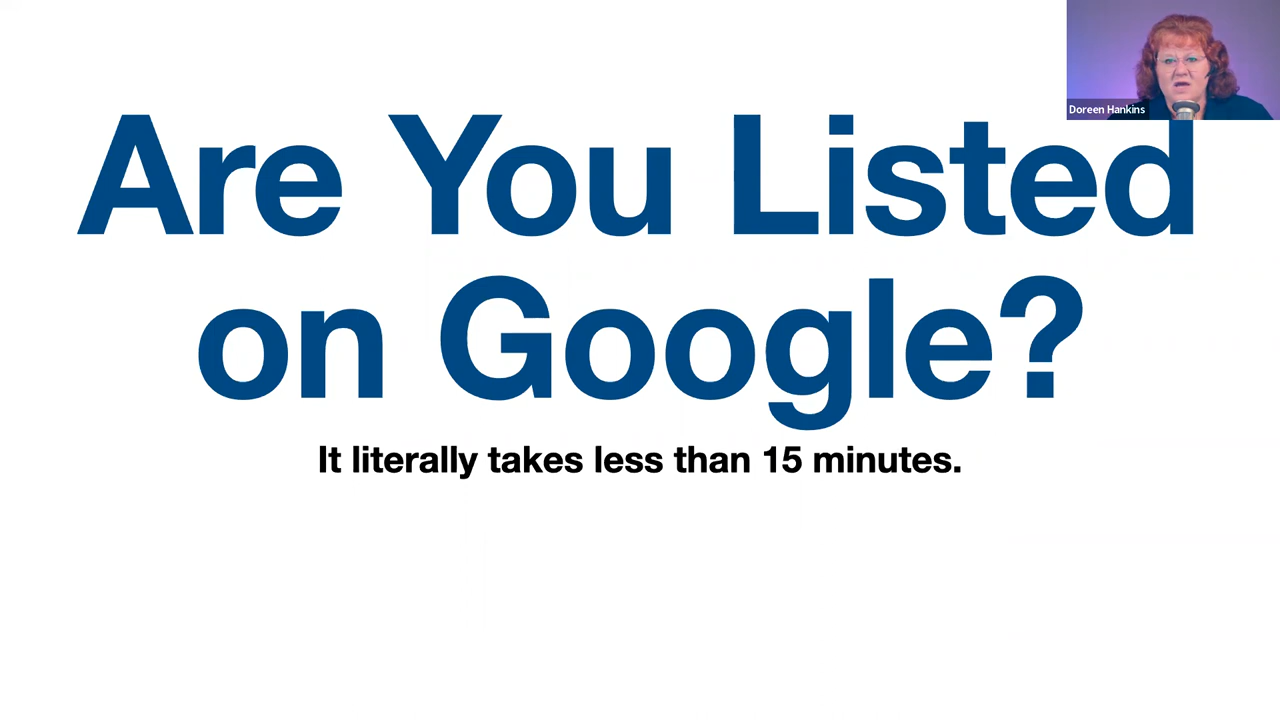 Doreen Hankins
Are You Listed
on Google?
It literally takes less than 15 minutes.